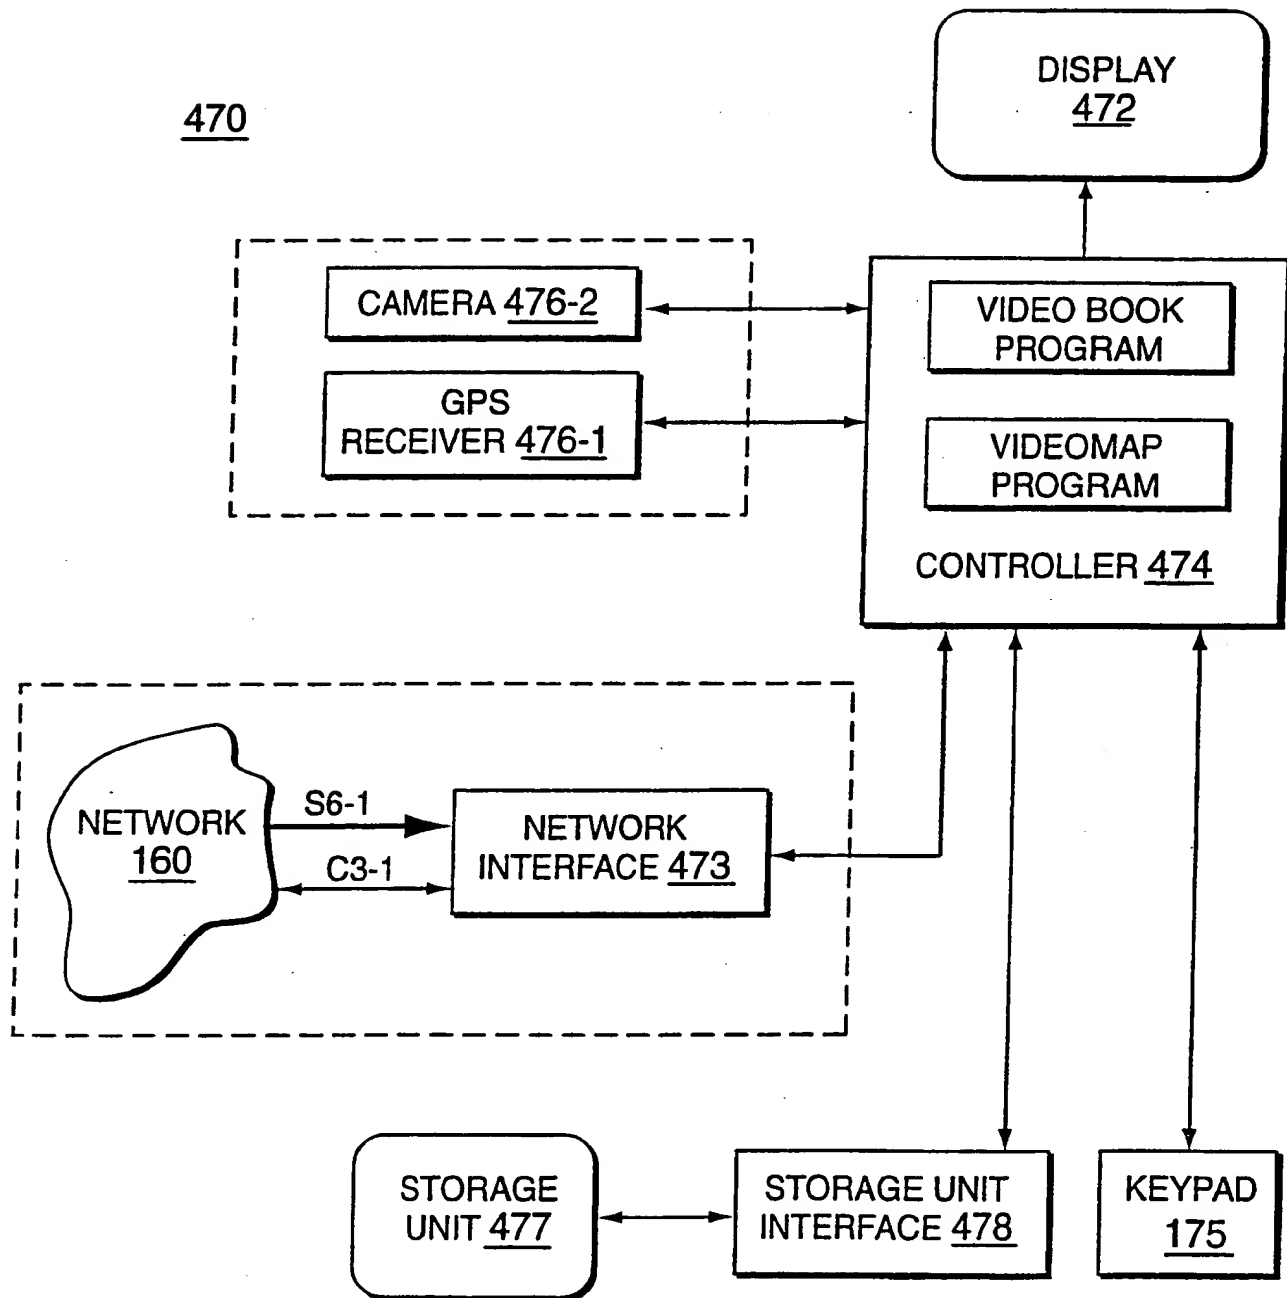 470
DISPLAY
472
CAMERA 476-2
GPS
RECEIVER 476-1
VIDEO BOOK
PROGRAM
VIDEOMAP
PROGRAM
CONTROLLER 474
NETWORK
160
S6-1
C3-1
NETWORK
INTERFACE 473
STORAGE
UNIT 477
STORAGE UNIT
INTERFACE 478
KEYPAD
175